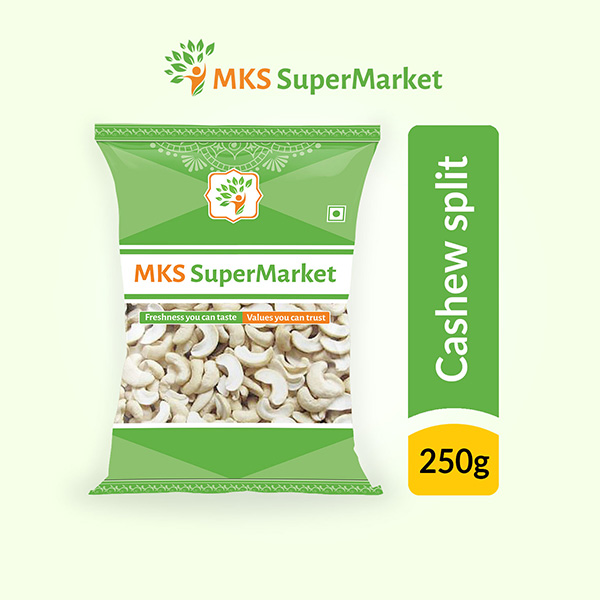 MKS SuperMarket
MKS SuperMarket
Freshness you can taste Values you can trust
Cashew split
250g